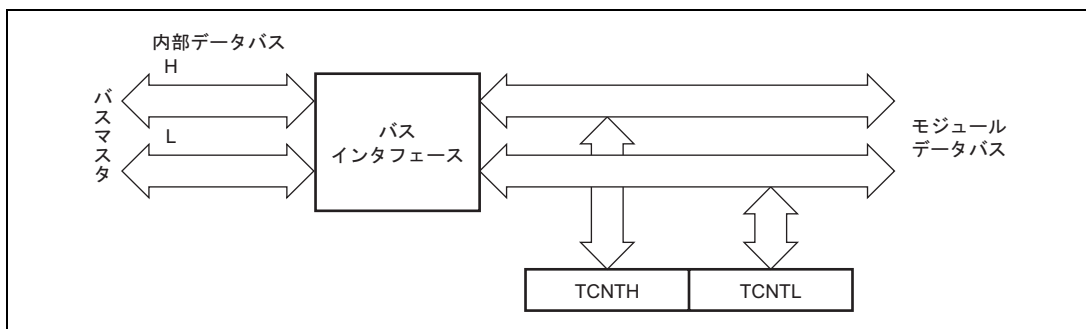 内部データバス
H
L
バスマスタ
バス
インタフェース
モジュール
データバス
TCNTH
TCNTL